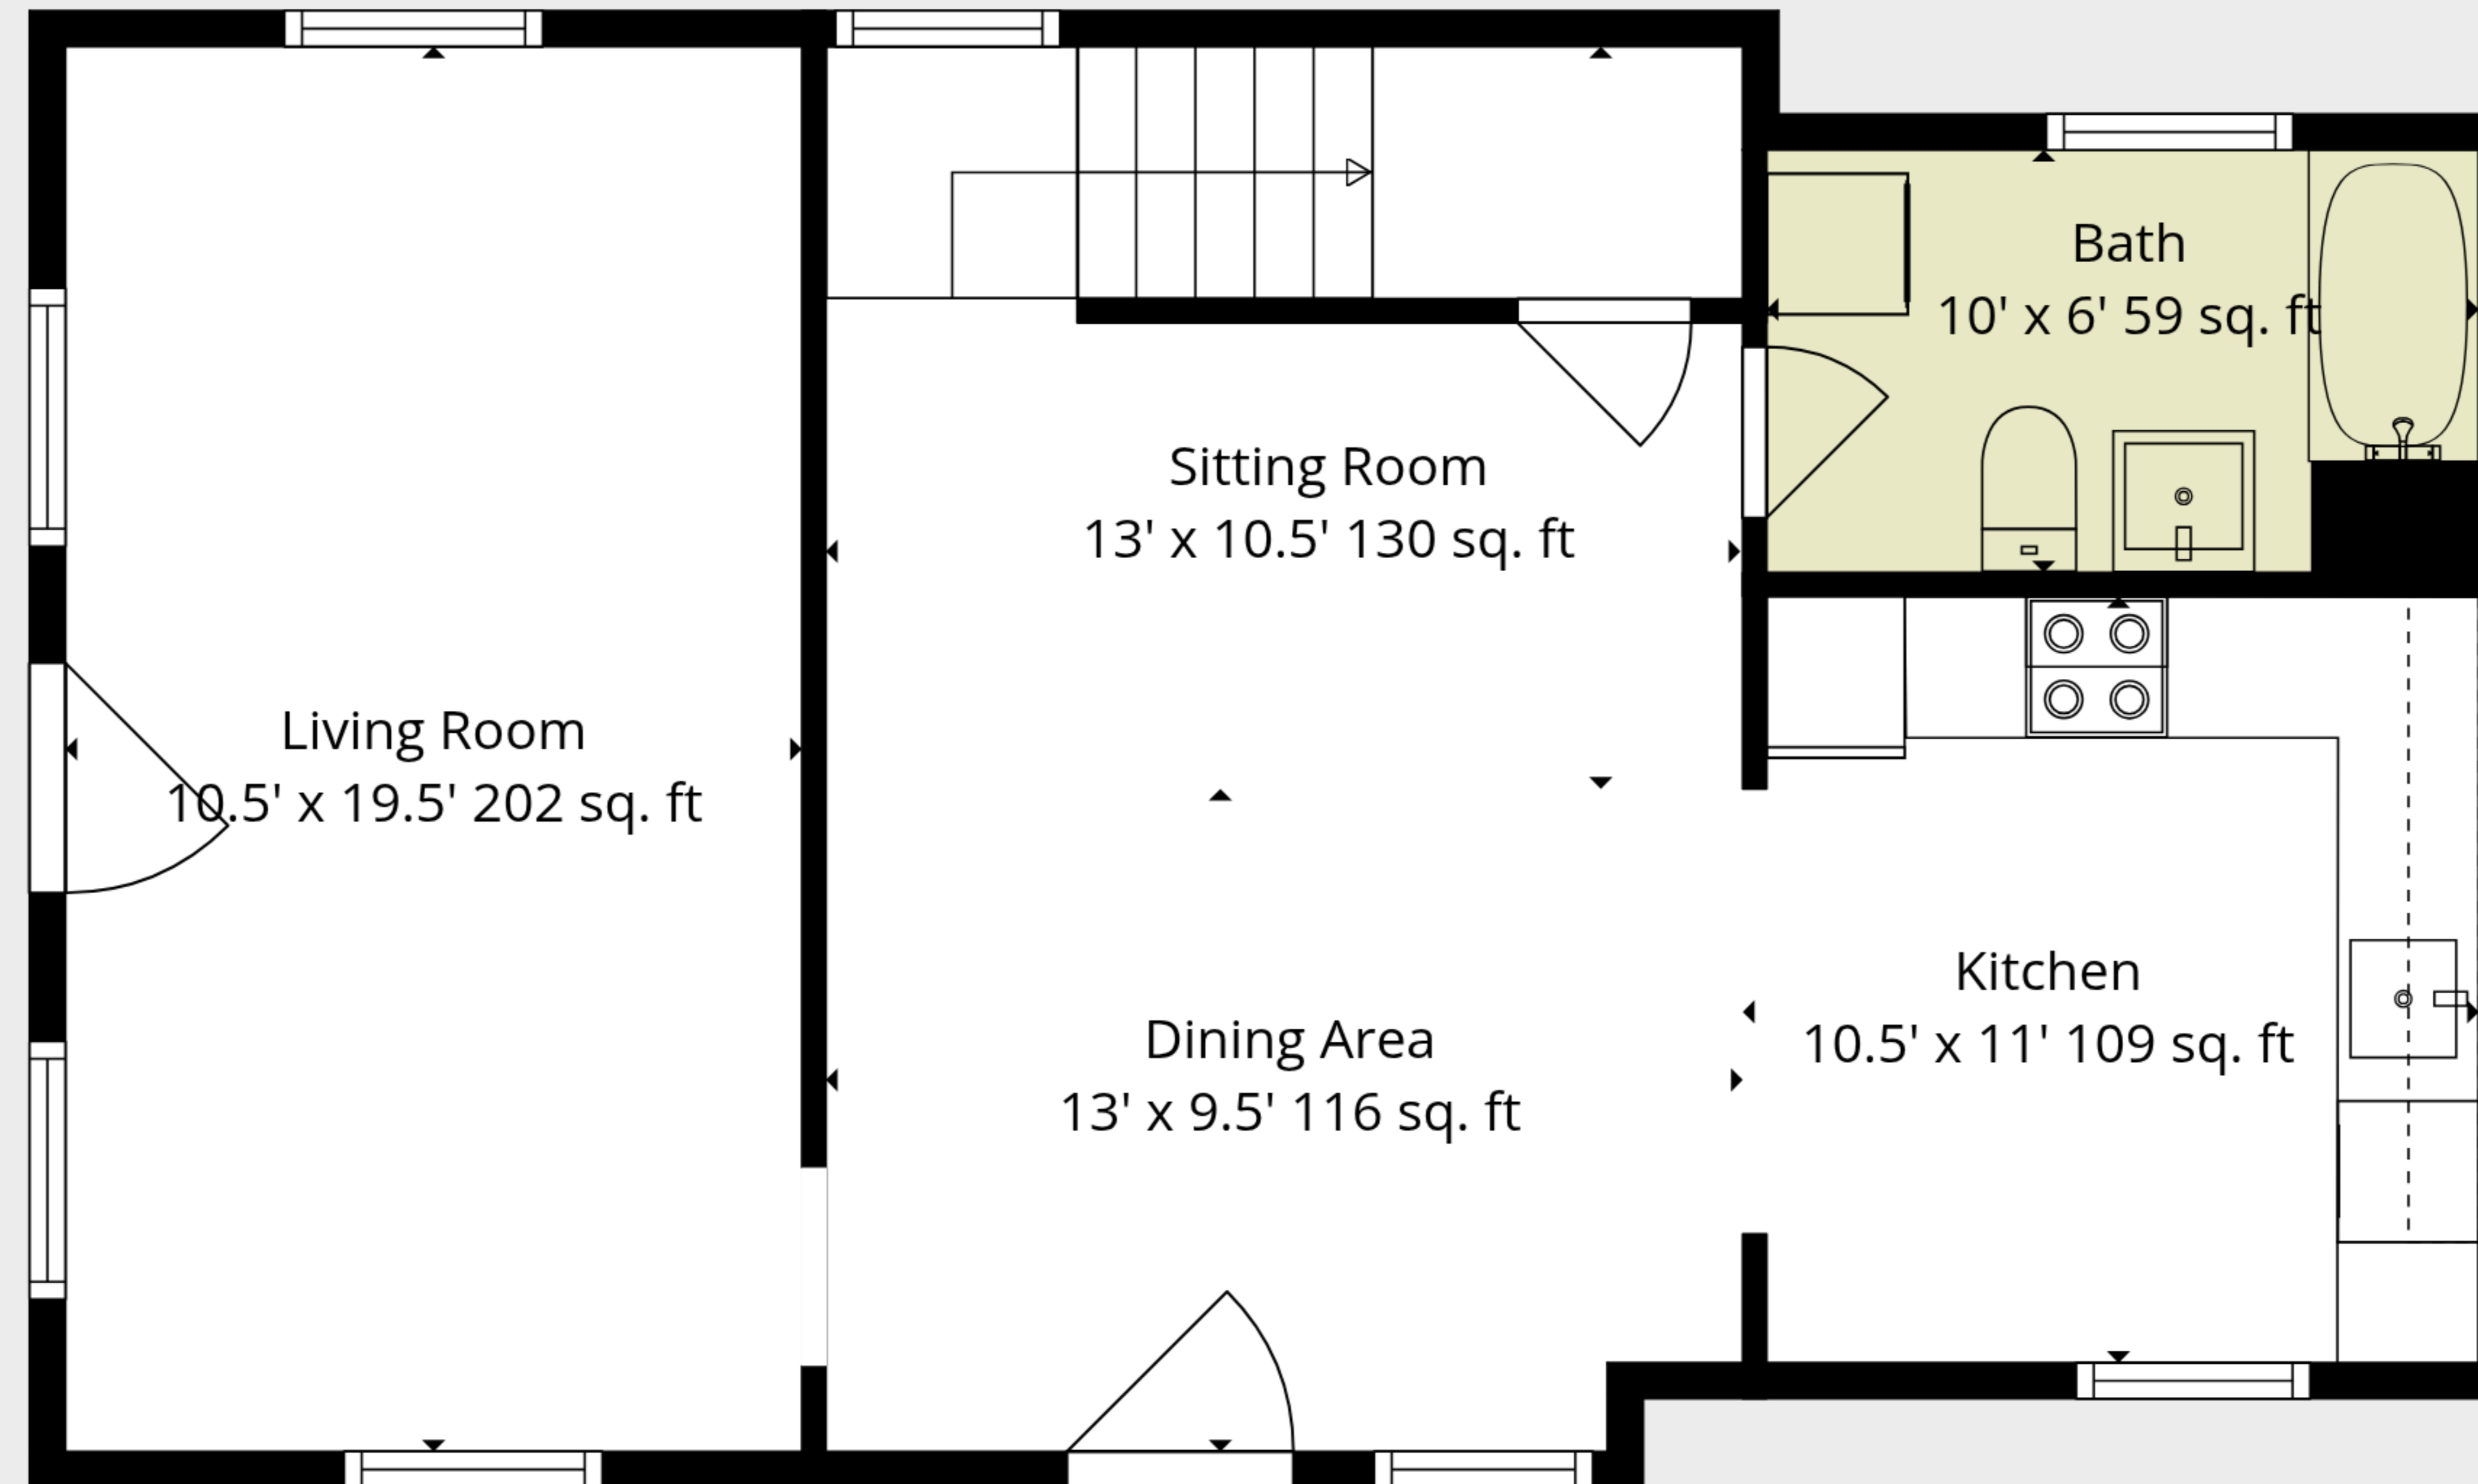 Bath
10' x 6' 59 sq. ft
Sitting Room
13' x 10.5' 130 sq. ft
Living Room
10.5' x 19.5' 202 sq. ft
Kitchen
10.5' x 11' 109 sq. ft
Dining Area
13' x 9.5' 116 sq. ft